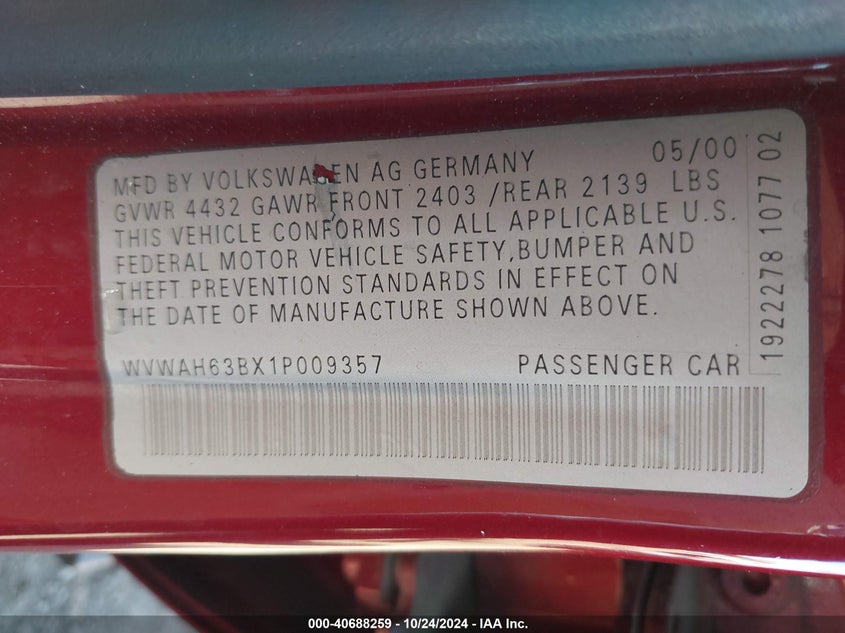 MFD BY VOLKSWAGEN AG GERMANY 05/00
GVWR 4432 GAWR FRONT 2403 /REAR 2139 LBS
THIS VEHICLE CONFORMS TO ALL APPLICABLE U.S.
FEDERAL MOTOR VEHICLE SAFETY,BUMPER AND
THEFT PREVENTION STANDARDS IN EFFECT ON
THE DATE OF MANUFACTURE SHOWN ABOVE.
WVWAH63BX1P009357 PASSENGER CAR
19222278 1077 02
000-40688259 - 10/24/2024 - IAA Inc.